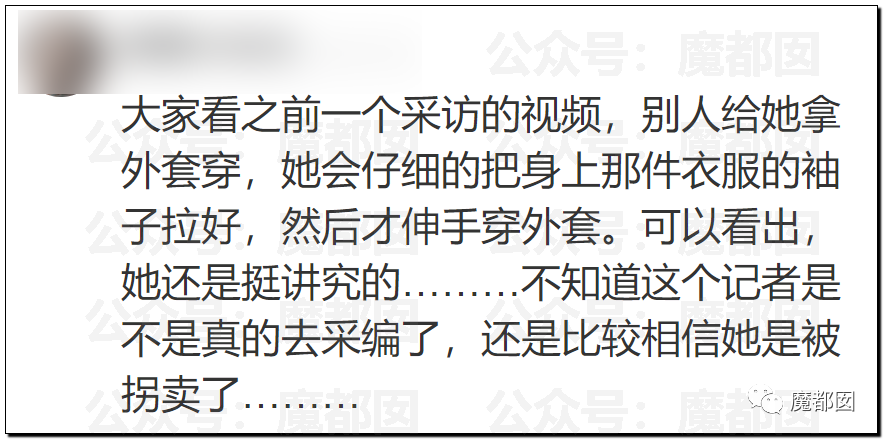 公众号：魔都囡
大家看之前一个采访的视频，别人给她拿
外套穿，她会仔细的把身上那件衣服的袖
子拉好，然后才伸手穿外套。可以看出，
她还是挺讲究的………不知道这个记者是
不是真的去采编了，还是比较相信她是被
拐卖了………
魔都囡